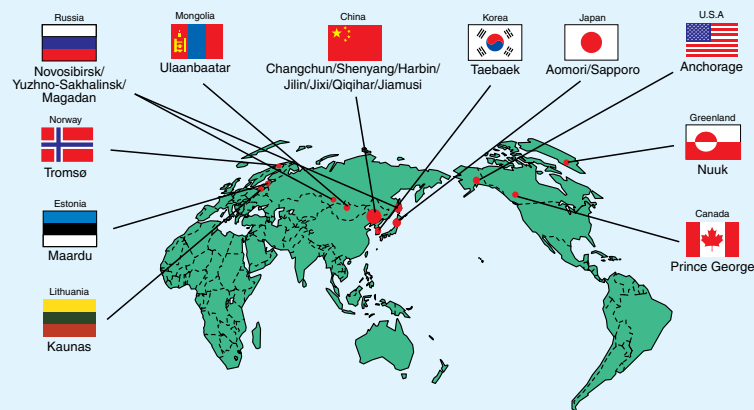 Russia
Novosibirsk/
Yuzhno-Sakhalinsk/
Magadan
Mongolia
Ulaanbaatar
China
Changchun/Shenyang/Harbin/
Jilin/Jixi/Qiqihar/Jiamusi
Korea
Taebaek
Japan
Aomori/Sapporo
U.S.A
Anchorage
Norway
Tromsø
Greenland
Nuuk
Estonia
Maardu
Canada
Prince George
Lithuania
Kaunas